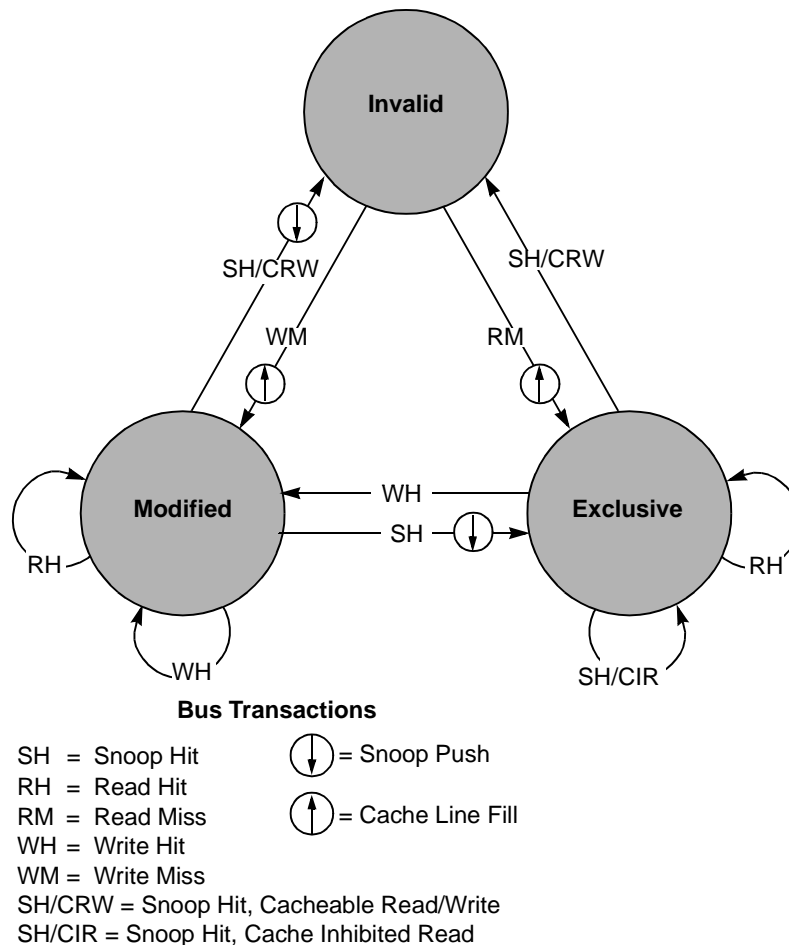 Invalid
SH/CRW
SH/CRW
WM
RM
Modified
WH
Exclusive
SH
RH
RH
WH
SH/CIR
Bus Transactions
SH = Snoop Hit
= Snoop Push
RH = Read Hit
RM = Read Miss
= Cache Line Fill
WH = Write Hit
WM = Write Miss
SH/CRW = Snoop Hit, Cacheable Read/Write
SH/CIR = Snoop Hit, Cache Inhibited Read